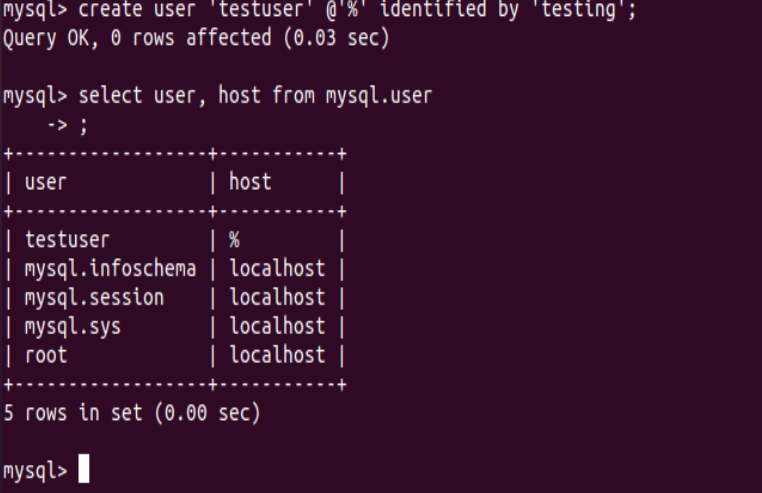 mysql> create user 'testuser' @'%' identified by 'testing';
Query OK, 0 rows affected (0.03 sec)

mysql> select user, host from mysql.user
    -> ;
+------------------+-----------+
| user             | host      |
+------------------+-----------+
| testuser         | %         |
| mysql.infoschema | localhost |
| mysql.session    | localhost |
| mysql.sys        | localhost |
| root             | localhost |
+------------------+-----------+
5 rows in set (0.00 sec)

mysql>